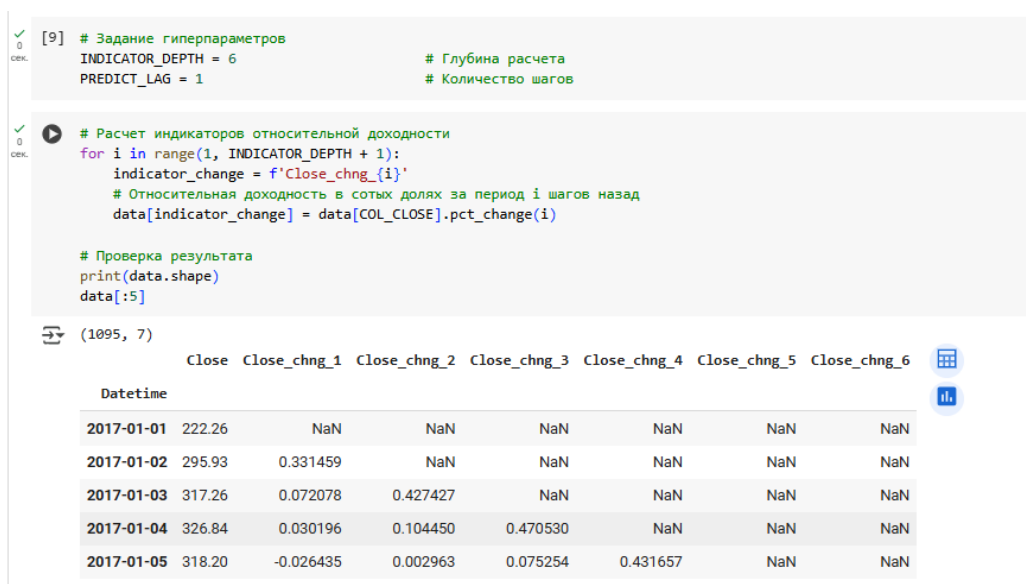 0
сек.
[9] # Задание гиперпараметров
INDICATOR_DEPTH = 6 # Глубина расчета
PREDICT_LAG = 1 # Количество шагов
0
сек.
# Расчет индикаторов относительной доходности
for i in range(1, INDICATOR_DEPTH + 1):
indicator_change = f'Close_chng_{i}'
# Относительная доходность в сотых долях за период i шагов назад
data[indicator_change] = data[COL_CLOSE].pct_change(i)
# Проверка результата
print(data.shape)
data[:5]
(1095, 7)
Close Close_chng_1 Close_chng_2 Close_chng_3 Close_chng_4 Close_chng_5 Close_chng_6
Datetime
2017-01-01 222.26 NaN NaN NaN NaN NaN NaN
2017-01-02 295.93 0.331459 NaN NaN NaN NaN NaN
2017-01-03 317.26 0.072078 0.427427 NaN NaN NaN NaN
2017-01-04 326.84 0.030196 0.104450 0.470530 NaN NaN NaN
2017-01-05 318.20 -0.026435 0.002963 0.075254 0.431657 NaN NaN